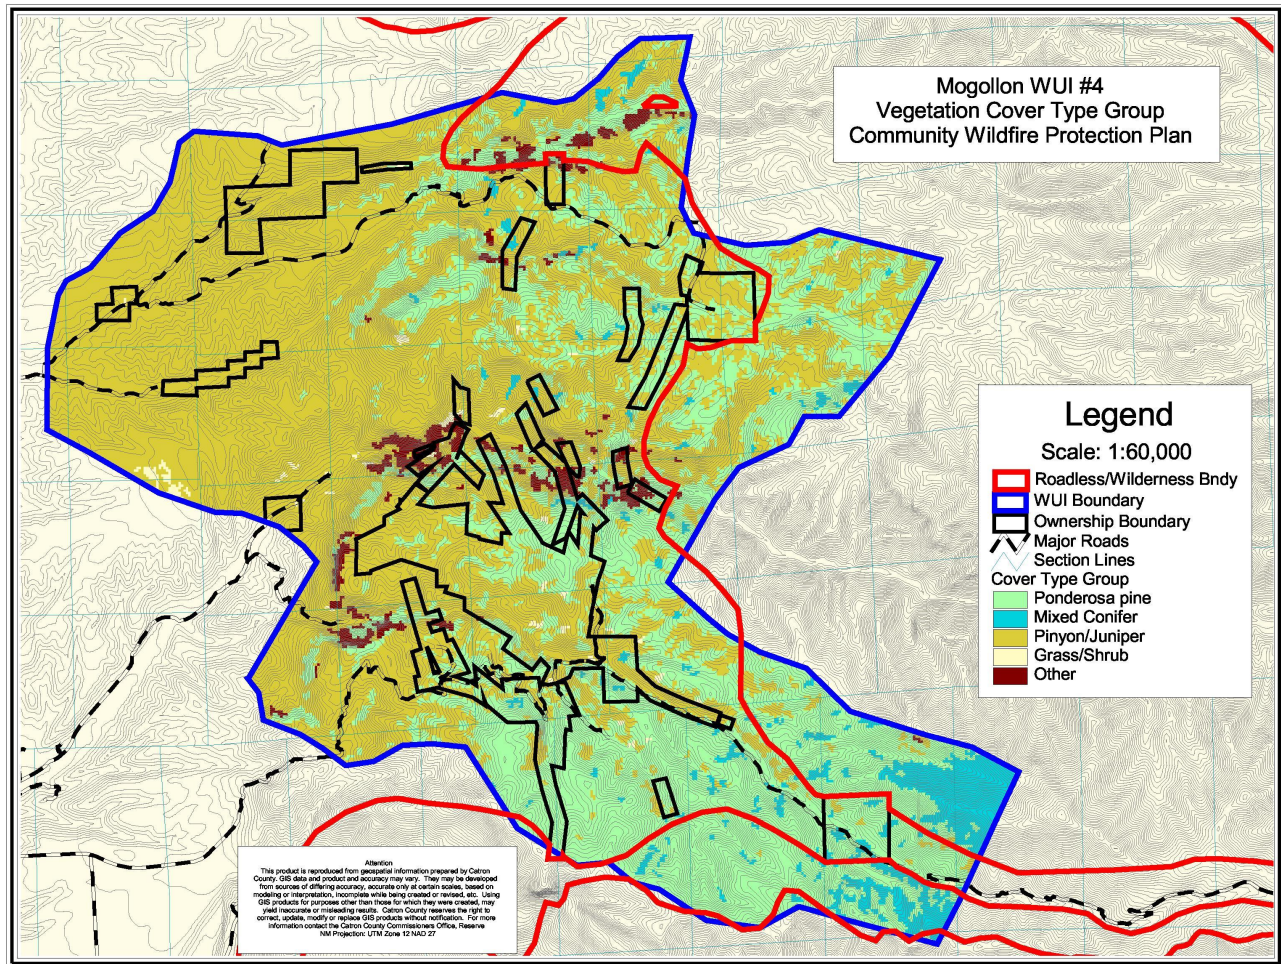 Mogollon WUI #4
Vegetation Cover Type Group
Community Wildfire Protection Plan
Legend
Scale: 1:60,000
Roadless/Wilderness Bndy
WUI Boundary
Ownership Boundary
Major Roads
Section Lines
Cover Type Group
Ponderosa pine
Mixed Conifer
Pinyon/Juniper
Grass/Shrub
Other
Attention
This product is reproduced from geospatial information prepared by Catron
County. GIS data and product and accuracy may vary. They may be developed
from sources of differing accuracy, accurate only at certain scales, based on
modeling or interpretation, incomplete while being created or revised, etc. Using
GIS products for purposes other than those for which they were created, may
yield inaccurate or misleading results. Catron County reserves the right to
correct, update, modify or replace GIS products without notification. For more
information contact the Catron County Commissioners Office, Reserve
NM Projection: UTM Zone 12 NAD 27